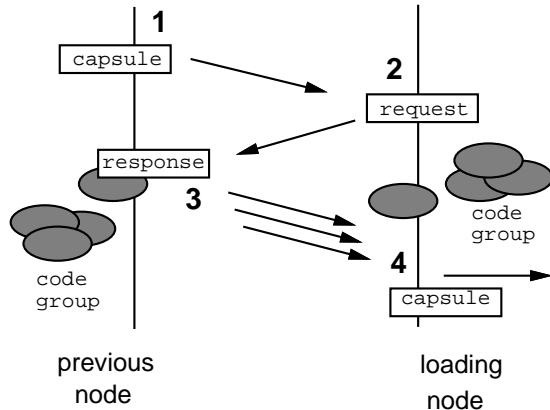 1
capsule
2
request
response
3
code
group
code
group
4
capsule
previous
node
loading
node